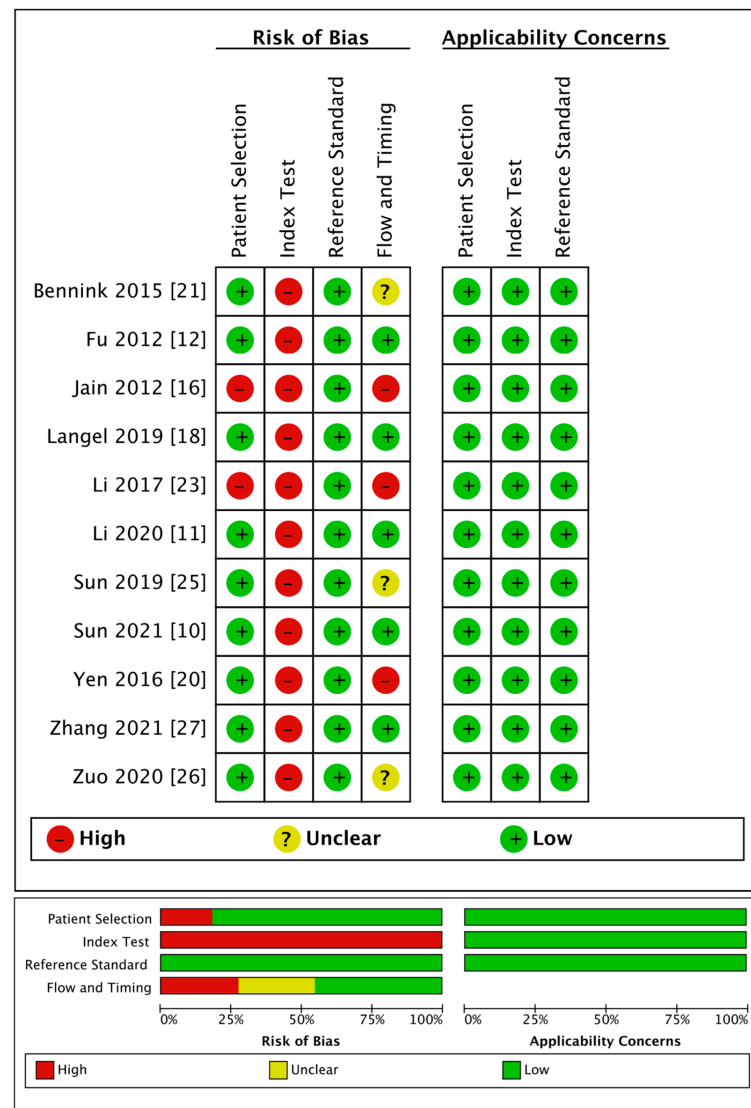 Risk of Bias
Applicability Concerns
Patient Selection
Index Test
Reference Standard
Flow and Timing
Patient Selection
Index Test
Reference Standard
Bennink 2015 [21] + – + ? + + +
Fu 2012 [12] + – + + + + +
Jain 2012 [16] – – + – + + +
Langel 2019 [18] + – + + + + +
Li 2017 [23] – – + – + + +
Li 2020 [11] + – + + + + +
Sun 2019 [25] + – + ? + + +
Sun 2021 [10] + – + + + + +
Yen 2016 [20] + – + – + + +
Zhang 2021 [27] + – + + + + +
Zuo 2020 [26] + – + ? + + +
– High ? Unclear + Low
Patient Selection
Index Test
Reference Standard
Flow and Timing
0% 25% 50% 75% 100% 0% 25% 50% 75% 100%
Risk of Bias Applicability Concerns
High Unclear Low